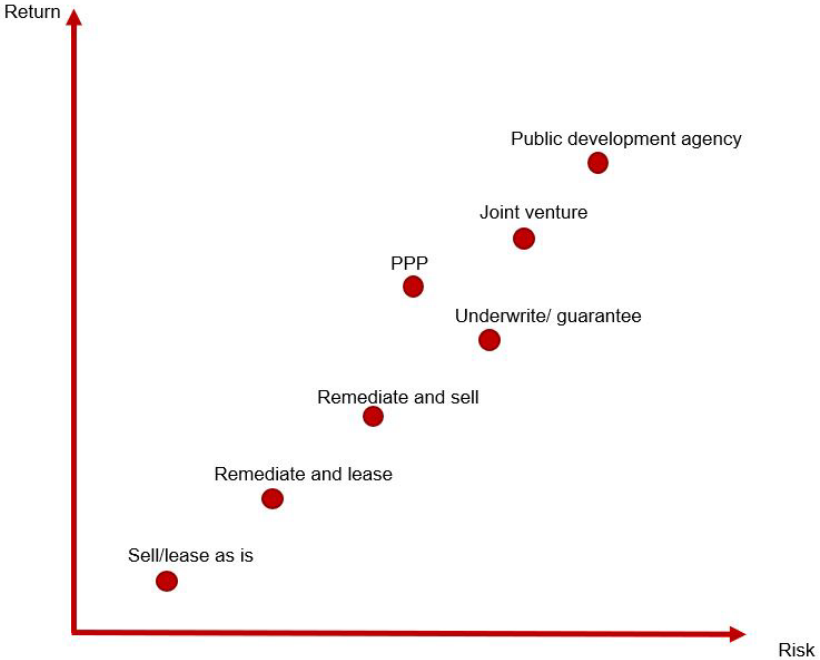 Return
Public development agency
Joint venture
PPP
Underwrite/ guarantee
Remediate and sell
Remediate and lease
Sell/lease as is
Risk